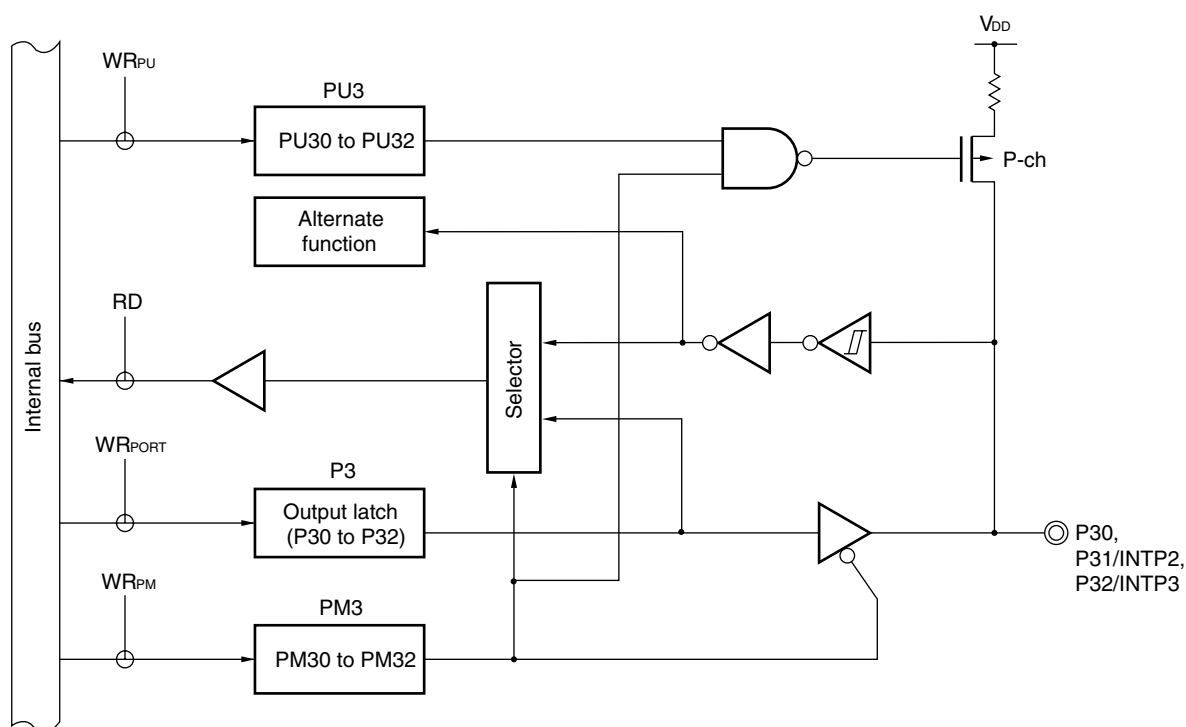 VDD
WRPU
PU3
PU30 to PU32
P-ch
Alternate
function
RD
Internal bus
Selector
WRPORT
P3
Output latch
(P30 to P32)
P30,
P31/INTP2,
P32/INTP3
WRPM
PM3
PM30 to PM32